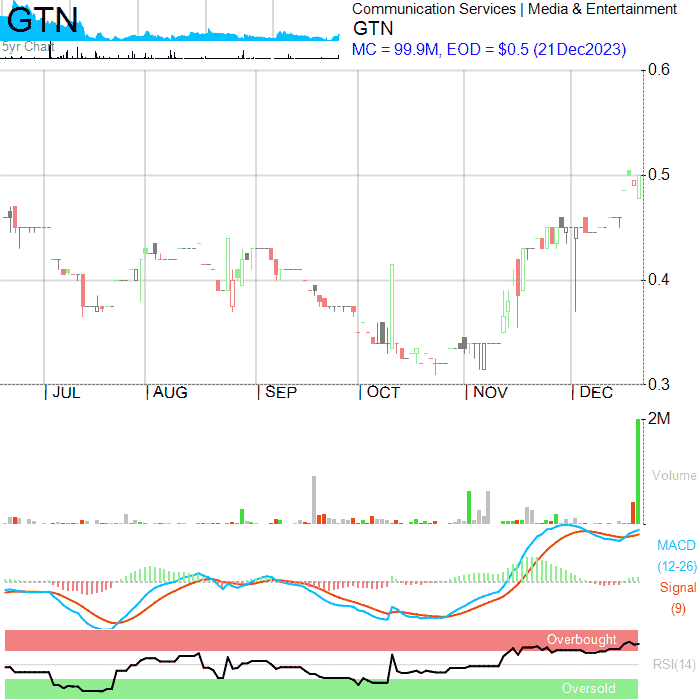 GTN
5yr Chart
Communication Services | Media & Entertainment
GTN
MC = 99.9M, EOD = $0.5 (21Dec2023)
0.6
0.5
0.4
0.3
JUL
AUG
SEP
OCT
NOV
DEC
2M
Volume
MACD
(12-26)
Signal
(9)
Overbought
RSI(14)
Oversold